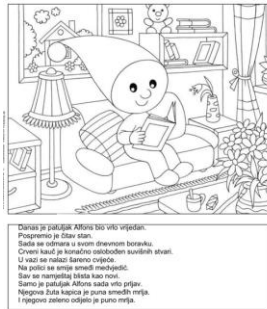 Danas je patuljak Alfons bio vrlo vrijedan.
Pospremio je čitav stan.
Sada se odmara u svom dnevnom boravku.
Crveni kauč je konačno oslobođen suvišnih stvari.
U vazi se nalazi šareno cvijeće.
Na polici se smije smeđi medvjedić.
Sav se namještaj blista kao novi.
Samo je patuljak Alfons sada vrlo prljav.
Njegova žuta kapica je puna smeđih mrlja.
I njegovo zeleno odijelo je puno mrlja.